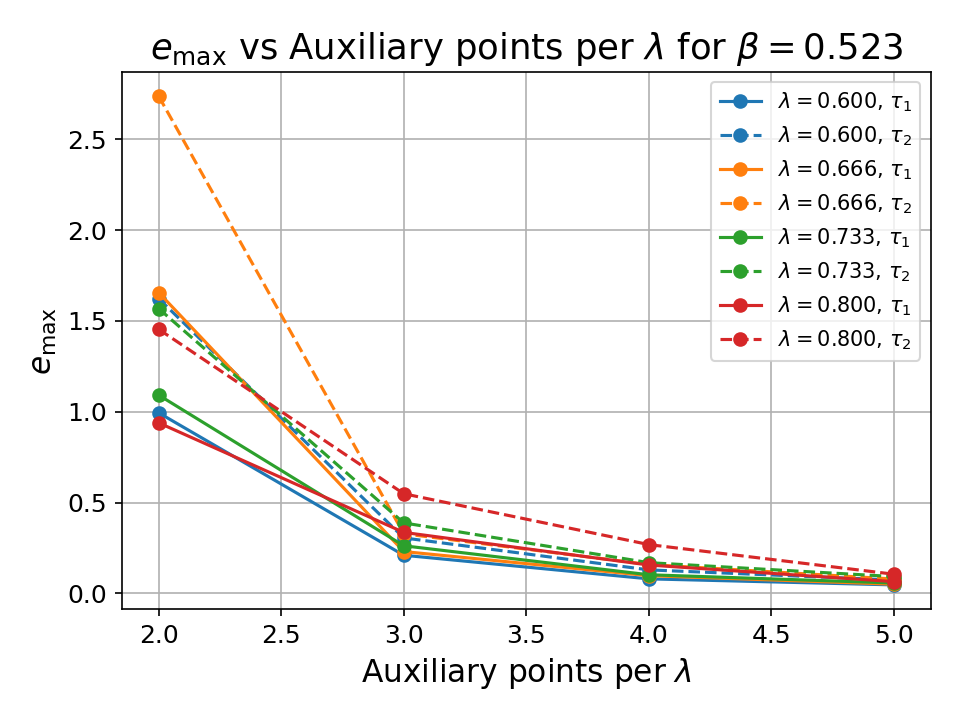 e_max vs Auxiliary points per λ for β = 0.523
e_max
2.5
2.0
1.5
1.0
0.5
0.0
2.0 2.5 3.0 3.5 4.0 4.5 5.0
Auxiliary points per λ
λ = 0.600, τ₁
λ = 0.600, τ₂
λ = 0.666, τ₁
λ = 0.666, τ₂
λ = 0.733, τ₁
λ = 0.733, τ₂
λ = 0.800, τ₁
λ = 0.800, τ₂